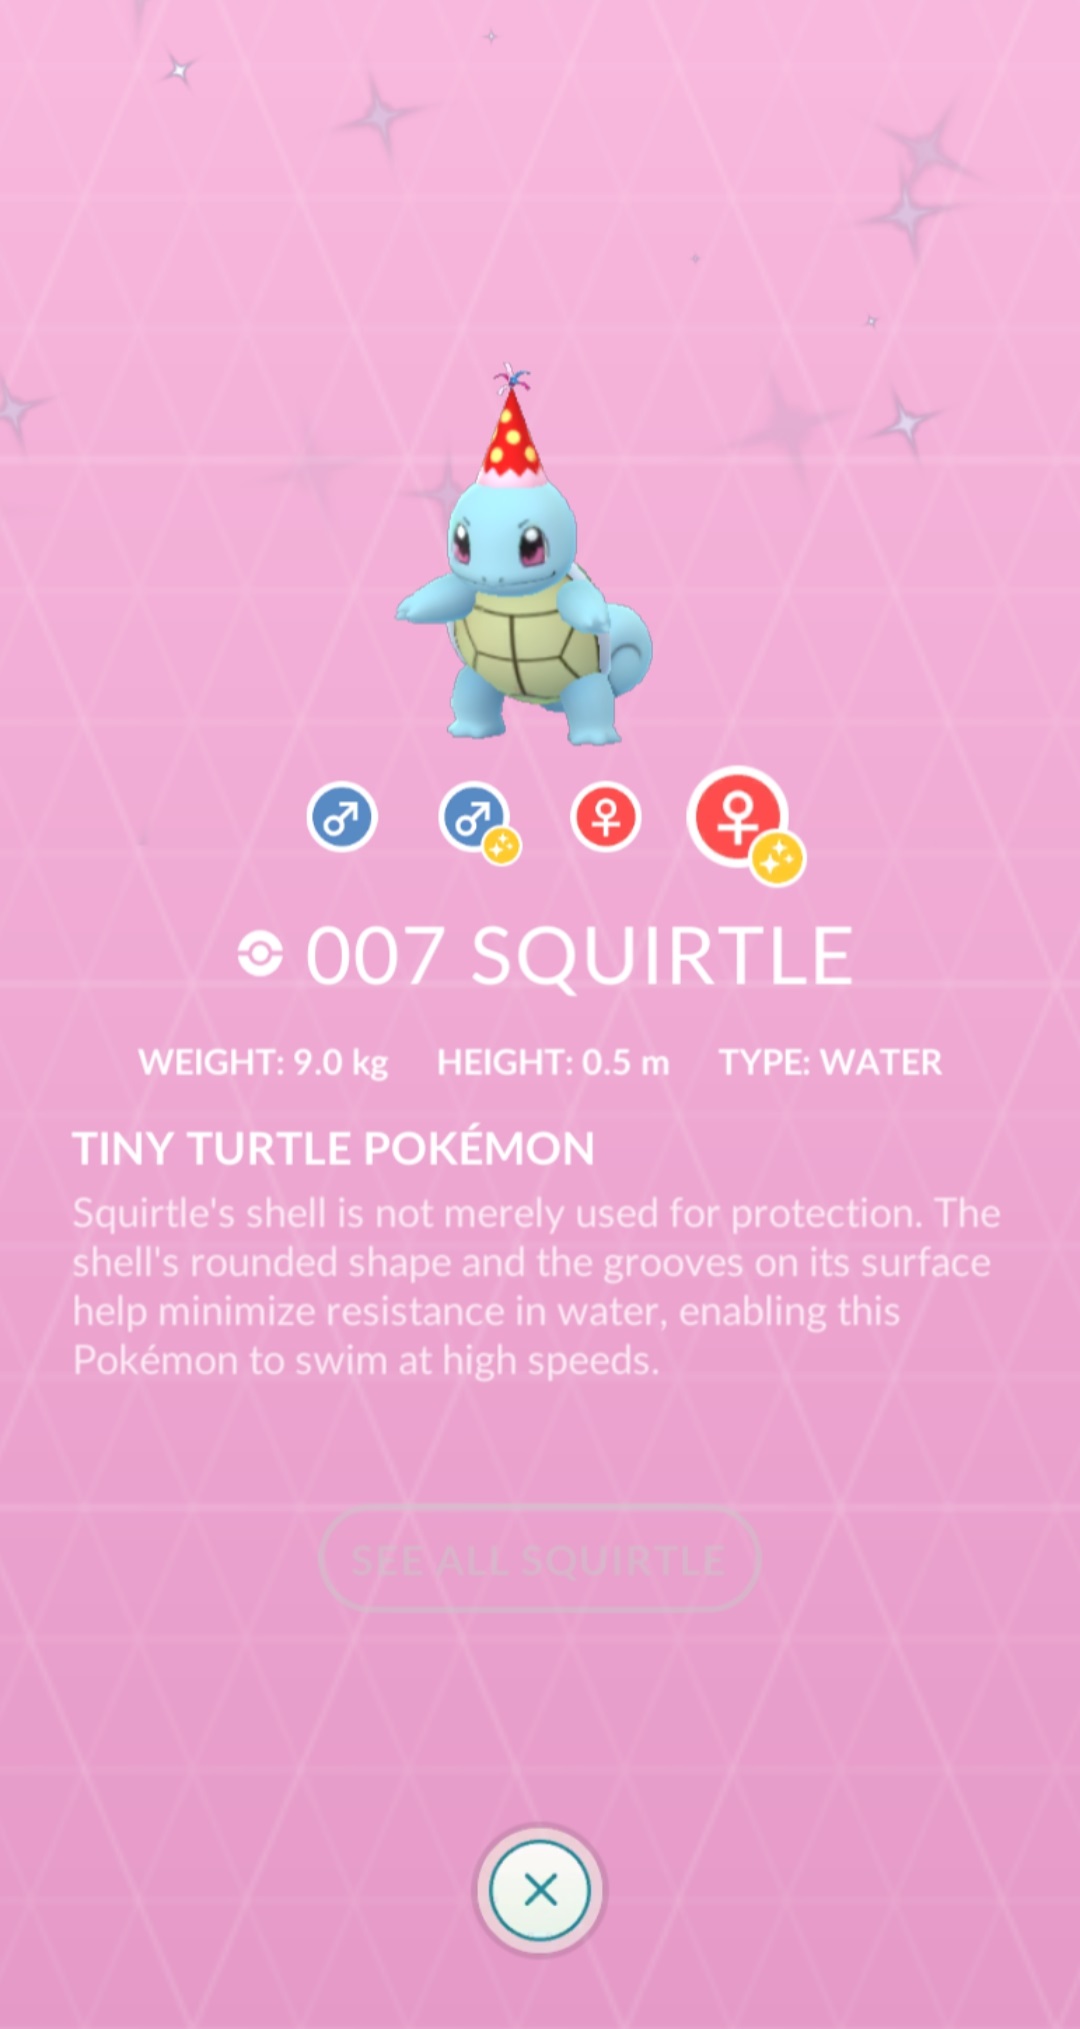 007 SQUIRTLE
WEIGHT: 9.0 kg HEIGHT: 0.5 m TYPE: WATER
TINY TURTLE POKÉMON
Squirtle's shell is not merely used for protection. The
shell's rounded shape and the grooves on its surface
help minimize resistance in water, enabling this
Pokémon to swim at high speeds.
SEE ALL SQUIRTLE